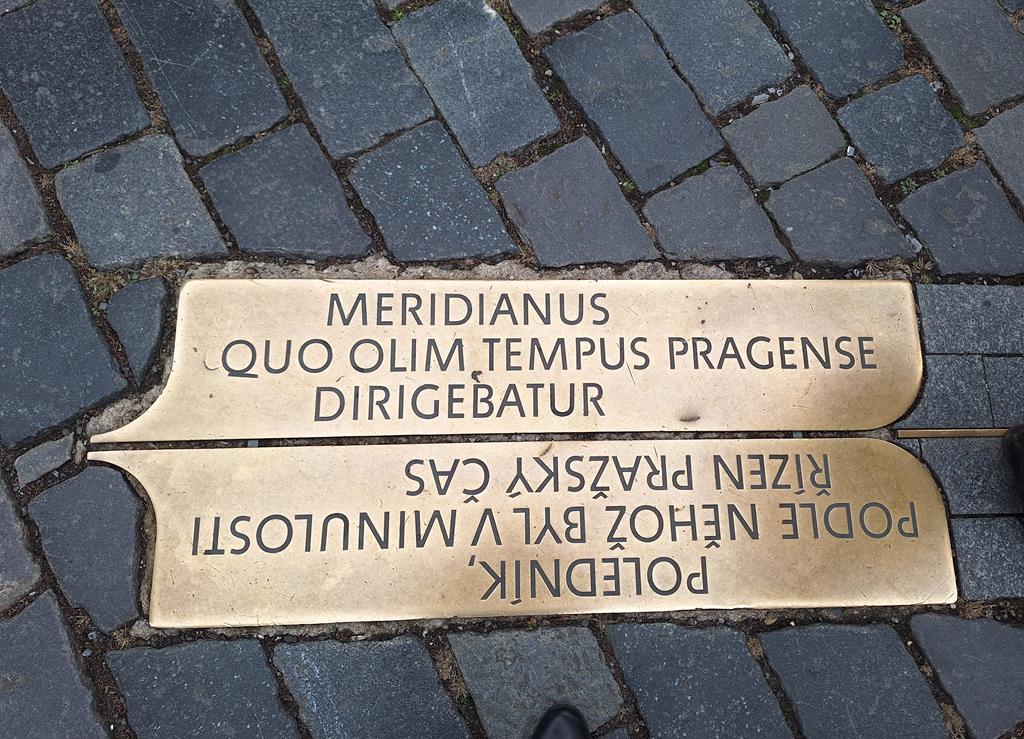 MERIDIANUS
QUO OLIM TEMPUS PRAGENSE
DIRIGEBATUR
POLEDNÍK,
PODLE NĚHOŽ BYL V MINULOSTI
ŘÍZEN PRAŽSKÝ ČAS